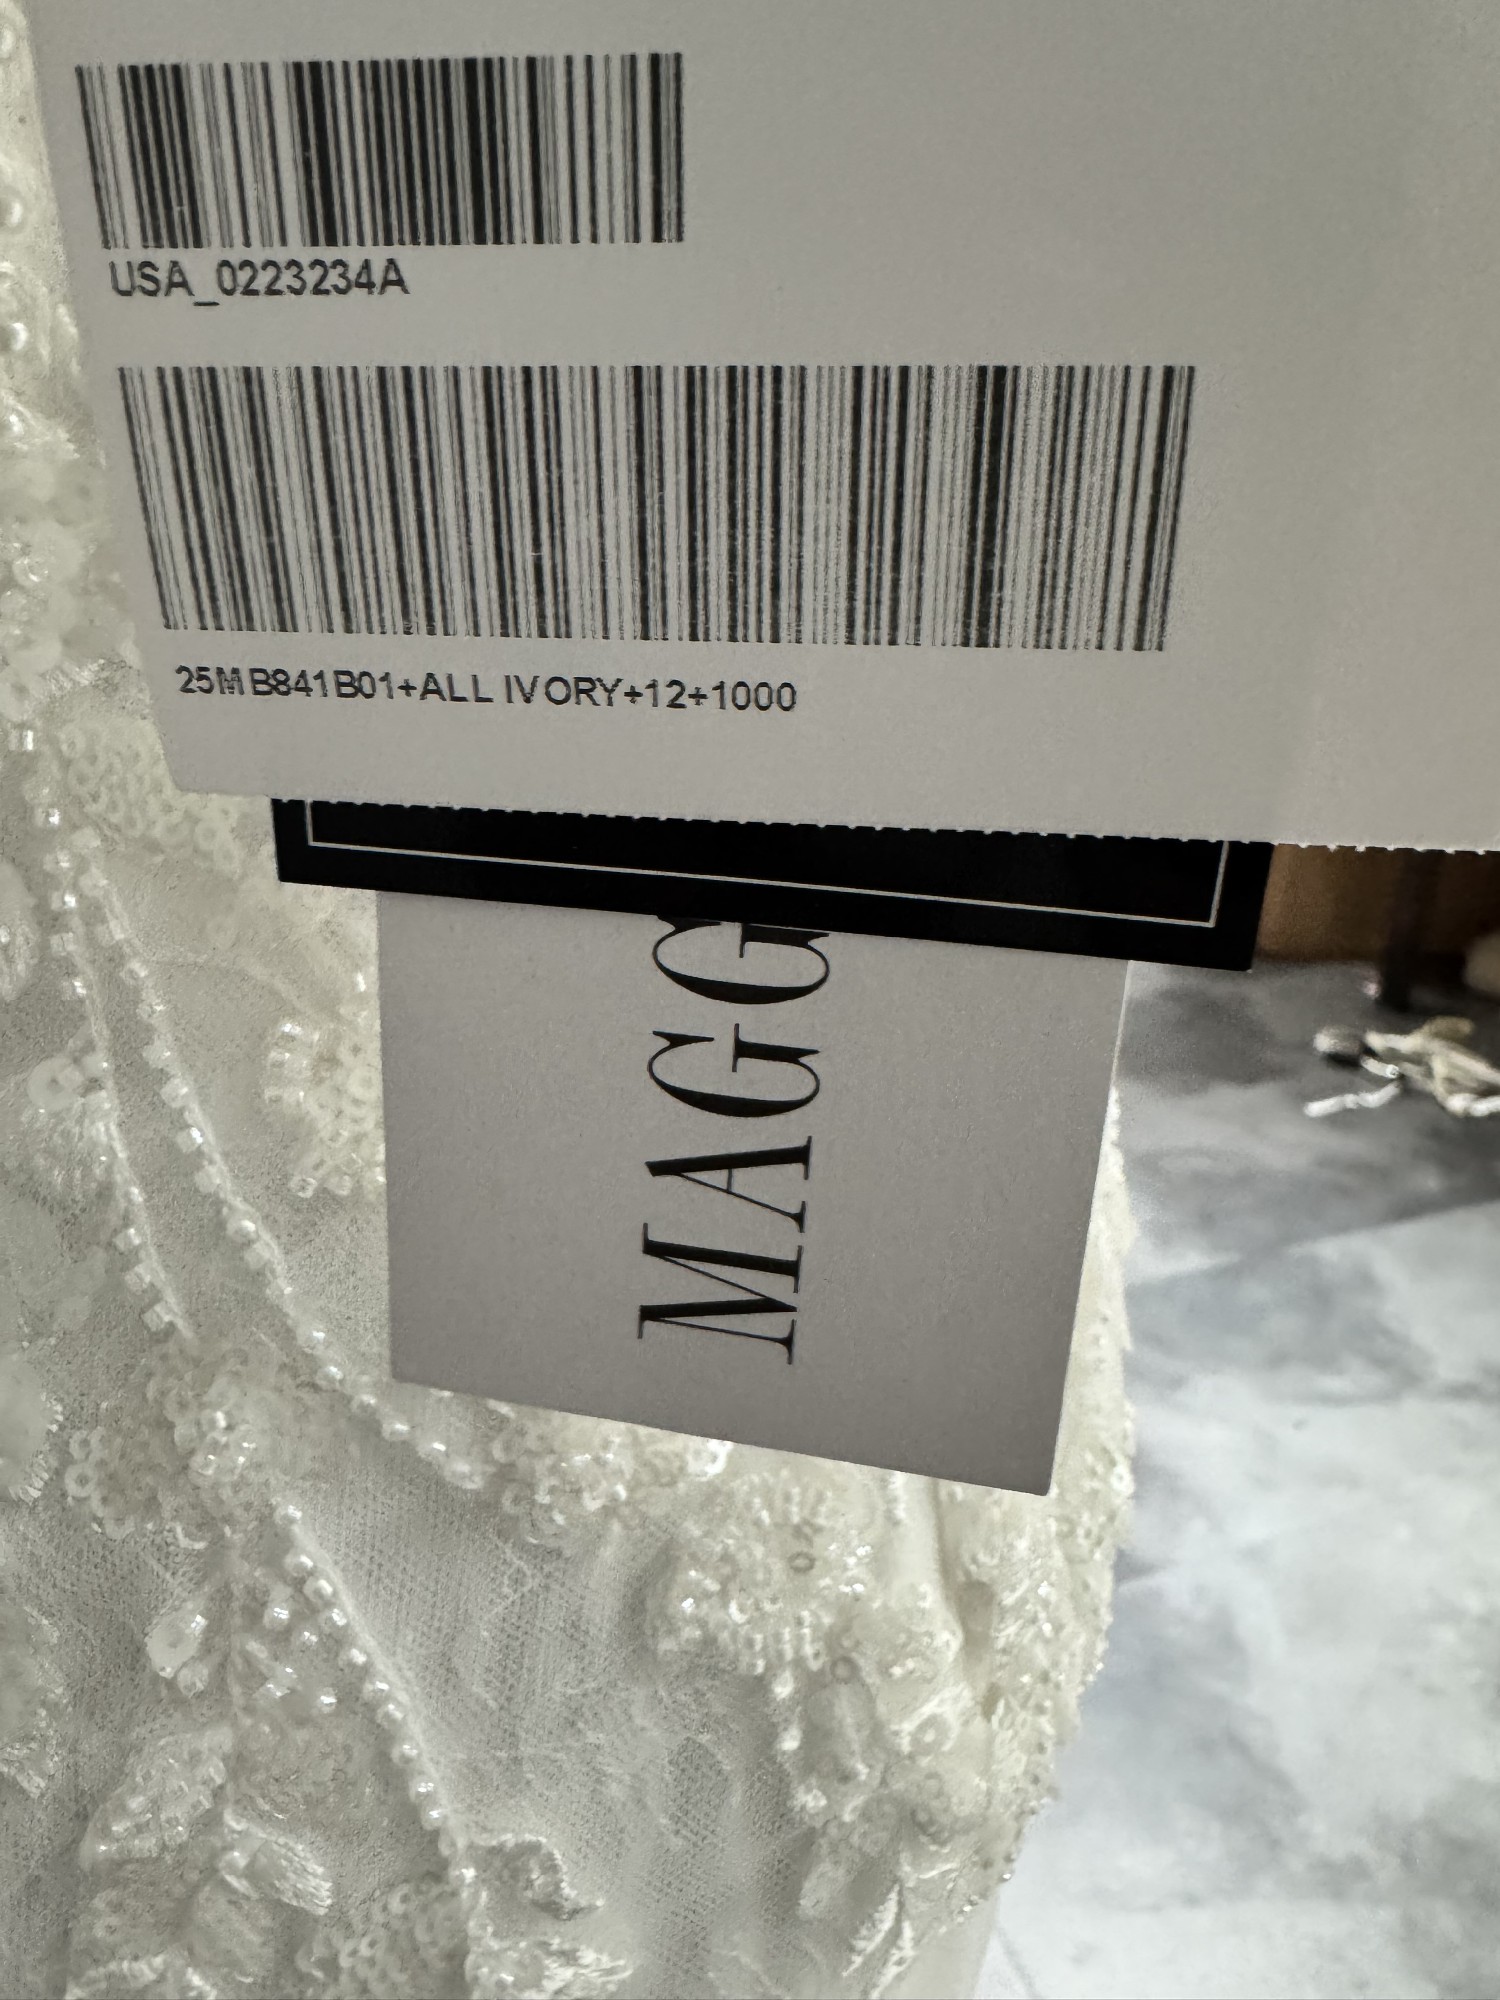 USA_0223234A
25MB841B01+ALL IVORY+12+1000
MAGG